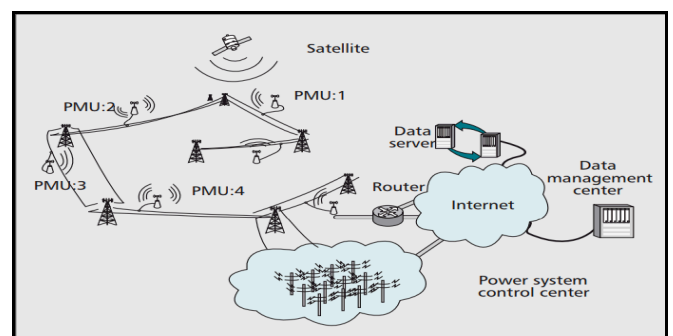 Satellite
PMU:1
PMU:2
PMU:3
PMU:4
Data
server
Router
Internet
Data
management
center
Power system
control center